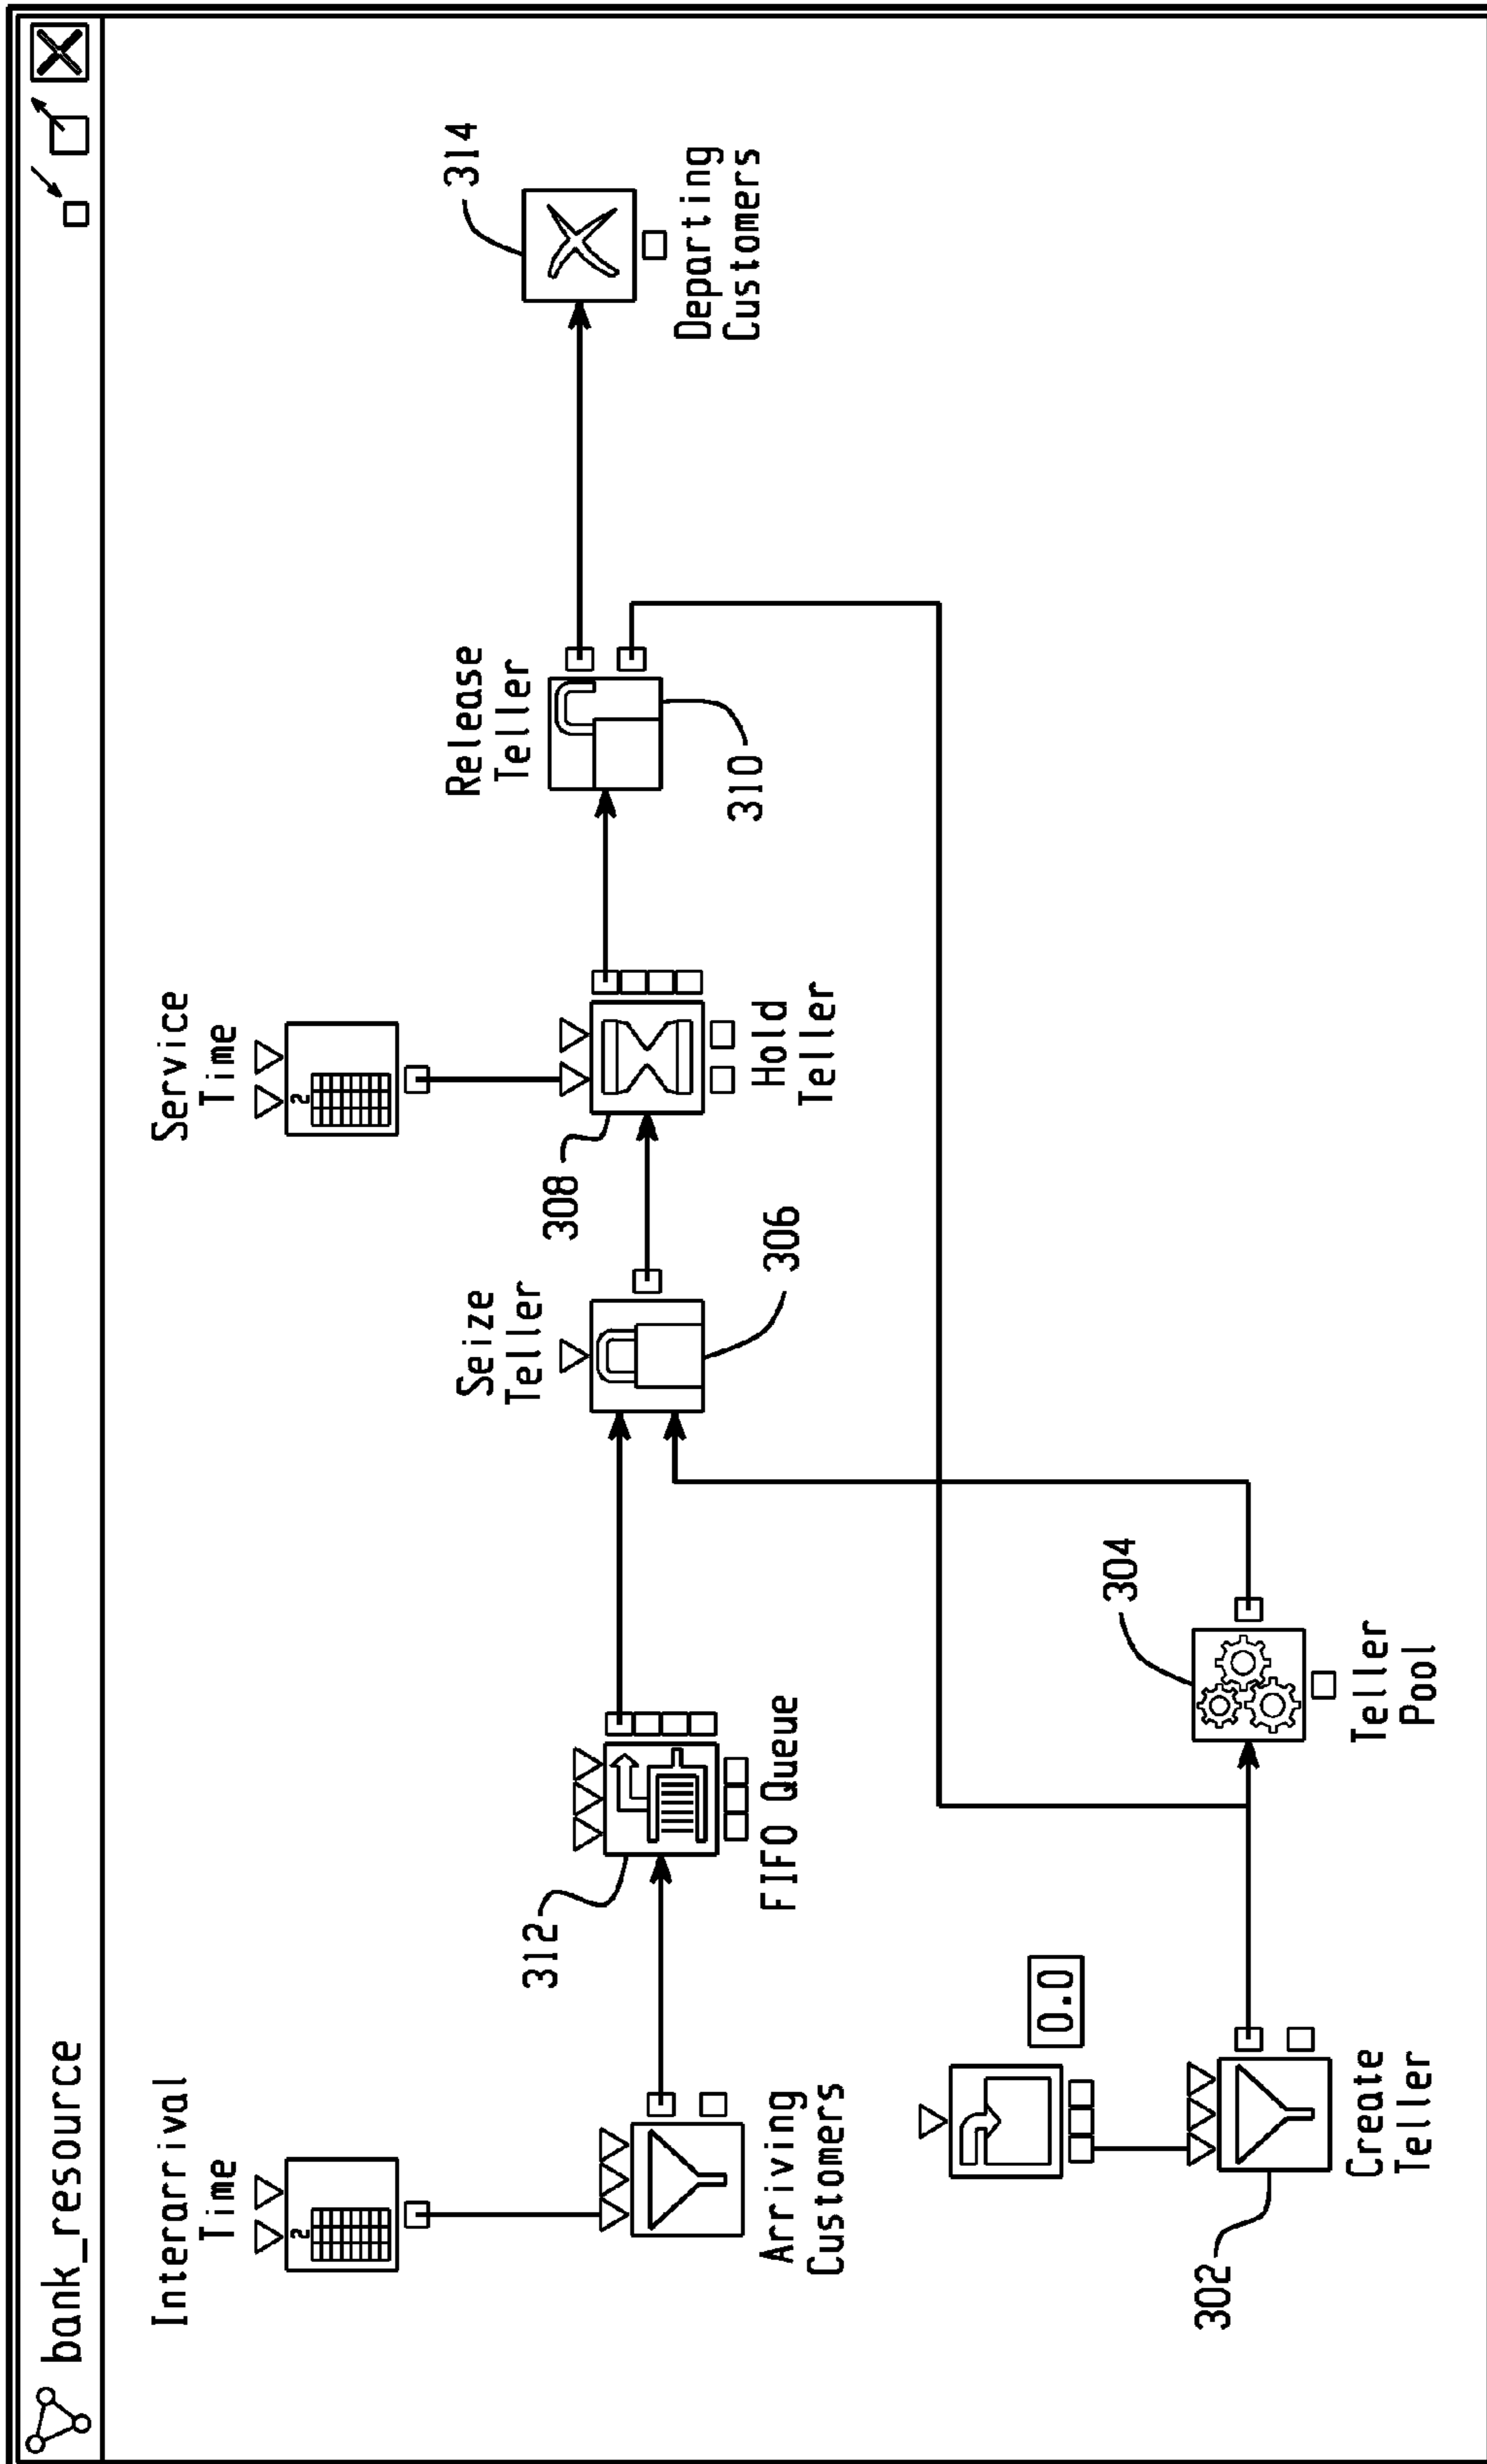 bank_resource
Interarrival
Time
2
Service
Time
2
Seize
Teller
Release
Teller
314
312
308
306
310
Arriving
Customers
FIFO Queue
Hold
Teller
Departing
Customers
0.0
304
302
Create
Teller
Teller
Pool